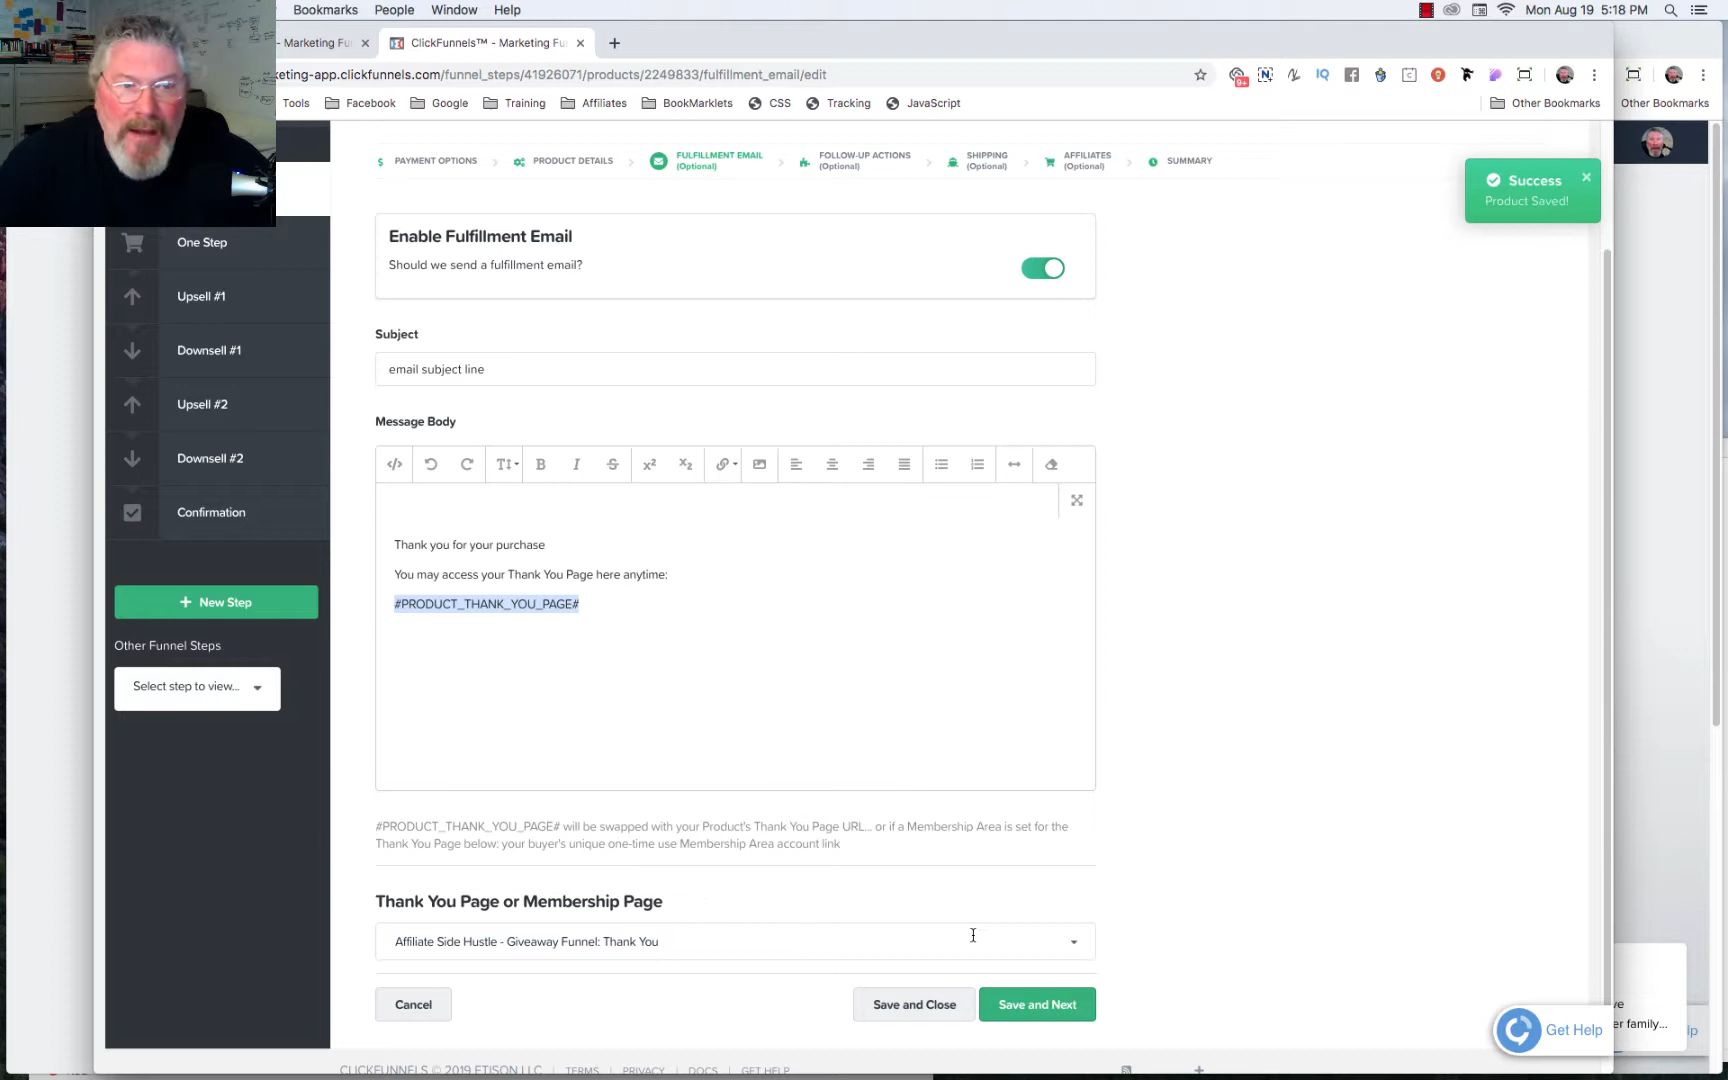 Bookmarks People Window Help
Mon Aug 19 5:18 PM
- Marketing Fu
ClickFunnels™ - Marketing Fu
keting-app.clickfunnels.com/funnel_steps/41926071/products/2249833/fulfillment_email/edit
9+
IQ
Tools Facebook Google Training Affiliates BookMarklets CSS Tracking JavaScript
Other Bookmarks
Other Bookmarks
PAYMENT OPTIONS
PRODUCT DETAILS
FULFILLMENT EMAIL
(Optional)
FOLLOW-UP ACTIONS
(Optional)
SHIPPING
(Optional)
AFFILIATES
(Optional)
SUMMARY
Success
Product Saved!
One Step
Upsell #1
Downsell #1
Upsell #2
Downsell #2
Confirmation
+ New Step
Other Funnel Steps
Select step to view...
Enable Fulfillment Email
Should we send a fulfillment email?
Subject
email subject line
Message Body
Thank you for your purchase
You may access your Thank You Page here anytime:
#PRODUCT_THANK_YOU_PAGE#
#PRODUCT_THANK_YOU_PAGE# will be swapped with your Product's Thank You Page URL... or if a Membership Area is set for the
Thank You Page below: your buyer's unique one-time use Membership Area account link
Thank You Page or Membership Page
Affiliate Side Hustle - Giveaway Funnel: Thank You
Cancel
Save and Close
Save and Next
Get Help
er family...
CLICKFUNNELS © 2019 ETISON LLC TERMS PRIVACY DOCS GET HELP